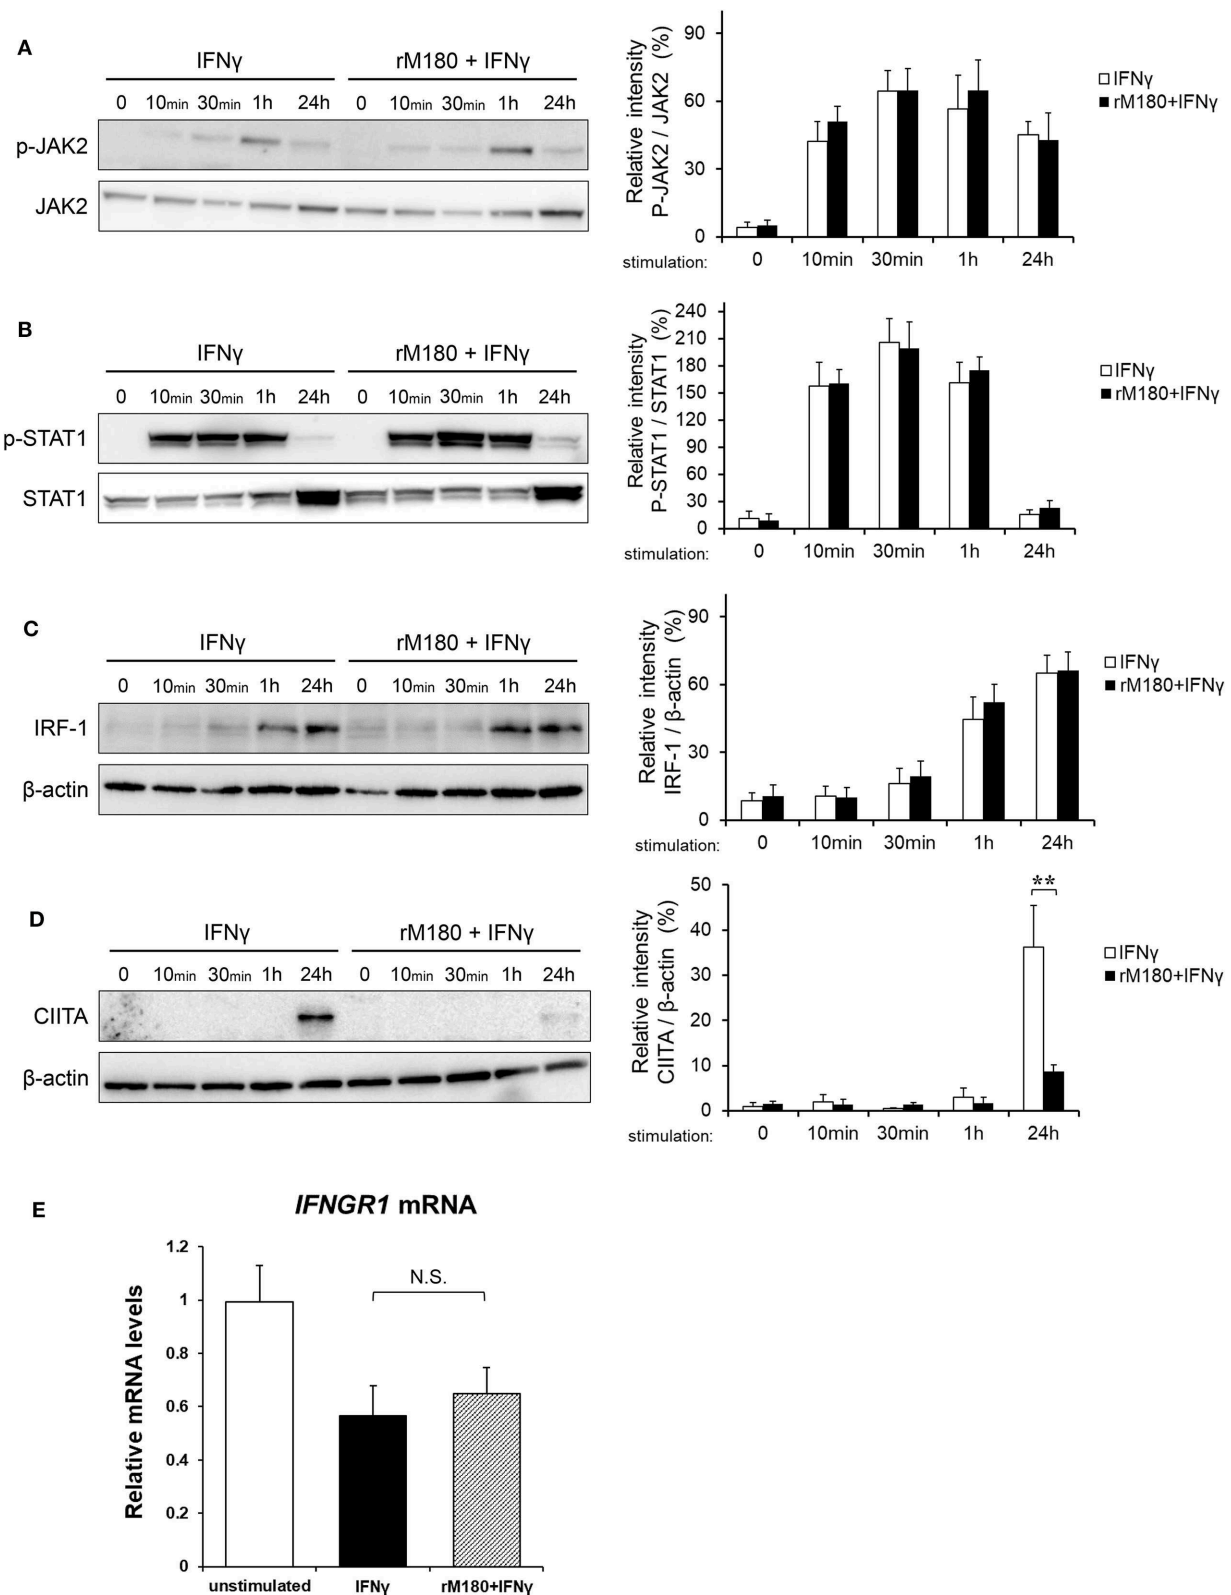 A
IFNγ rM180 + IFNγ
0 10min 30min 1h 24h 0 10min 30min 1h 24h
p-JAK2
JAK2
Relative intensity
P-JAK2 / JAK2 (%)
90
60
30
0
stimulation: 0 10min 30min 1h 24h
IFNγ
rM180+IFNγ
B
IFNγ rM180 + IFNγ
0 10min 30min 1h 24h 0 10min 30min 1h 24h
p-STAT1
STAT1
Relative intensity
P-STAT1 / STAT1 (%)
240
210
180
150
120
90
60
30
0
stimulation: 0 10min 30min 1h 24h
IFNγ
rM180+IFNγ
C
IFNγ rM180 + IFNγ
0 10min 30min 1h 24h 0 10min 30min 1h 24h
IRF-1
β-actin
Relative intensity
IRF-1 / β-actin (%)
90
60
30
0
stimulation: 0 10min 30min 1h 24h
IFNγ
rM180+IFNγ
D
IFNγ rM180 + IFNγ
0 10min 30min 1h 24h 0 10min 30min 1h 24h
CIITA
β-actin
Relative intensity
CIITA / β-actin (%)
50
40
30
20
10
0
**
stimulation: 0 10min 30min 1h 24h
IFNγ
rM180+IFNγ
E
IFNGR1 mRNA
Relative mRNA levels
1.2
1
0.8
0.6
0.4
0.2
0
N.S.
unstimulated IFNγ rM180+IFNγ